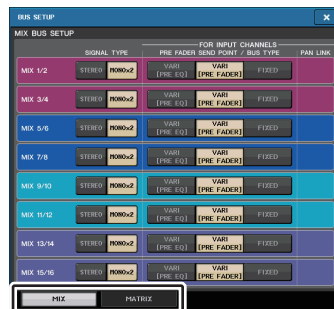 BUS SETUP ×
MIX BUS SETUP
FOR INPUT CHANNELS
SIGNAL TYPE PRE FADER SEND POINT / BUS TYPE PAN LINK
MIX 1/2 STEREO MONOx2 VARI [PRE EQ] VARI [PRE FADER] FIXED
MIX 3/4 STEREO MONOx2 VARI [PRE EQ] VARI [PRE FADER] FIXED
MIX 5/6 STEREO MONOx2 VARI [PRE EQ] VARI [PRE FADER] FIXED
MIX 7/8 STEREO MONOx2 VARI [PRE EQ] VARI [PRE FADER] FIXED
MIX 9/10 STEREO MONOx2 VARI [PRE EQ] VARI [PRE FADER] FIXED
MIX 11/12 STEREO MONOx2 VARI [PRE EQ] VARI [PRE FADER] FIXED
MIX 13/14 STEREO MONOx2 VARI [PRE EQ] VARI [PRE FADER] FIXED
MIX 15/16 STEREO MONOx2 VARI [PRE EQ] VARI [PRE FADER] FIXED
MIX MATRIX